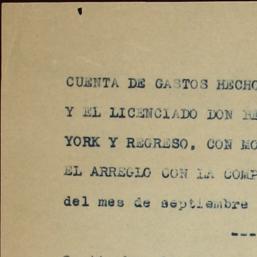 CUENTA DE GASTOS HECHO
Y EL LICENCIADO DON
YORK Y REGRESO, CON MO
EL ARREGLO CON LA COMP
del mes de septiembre